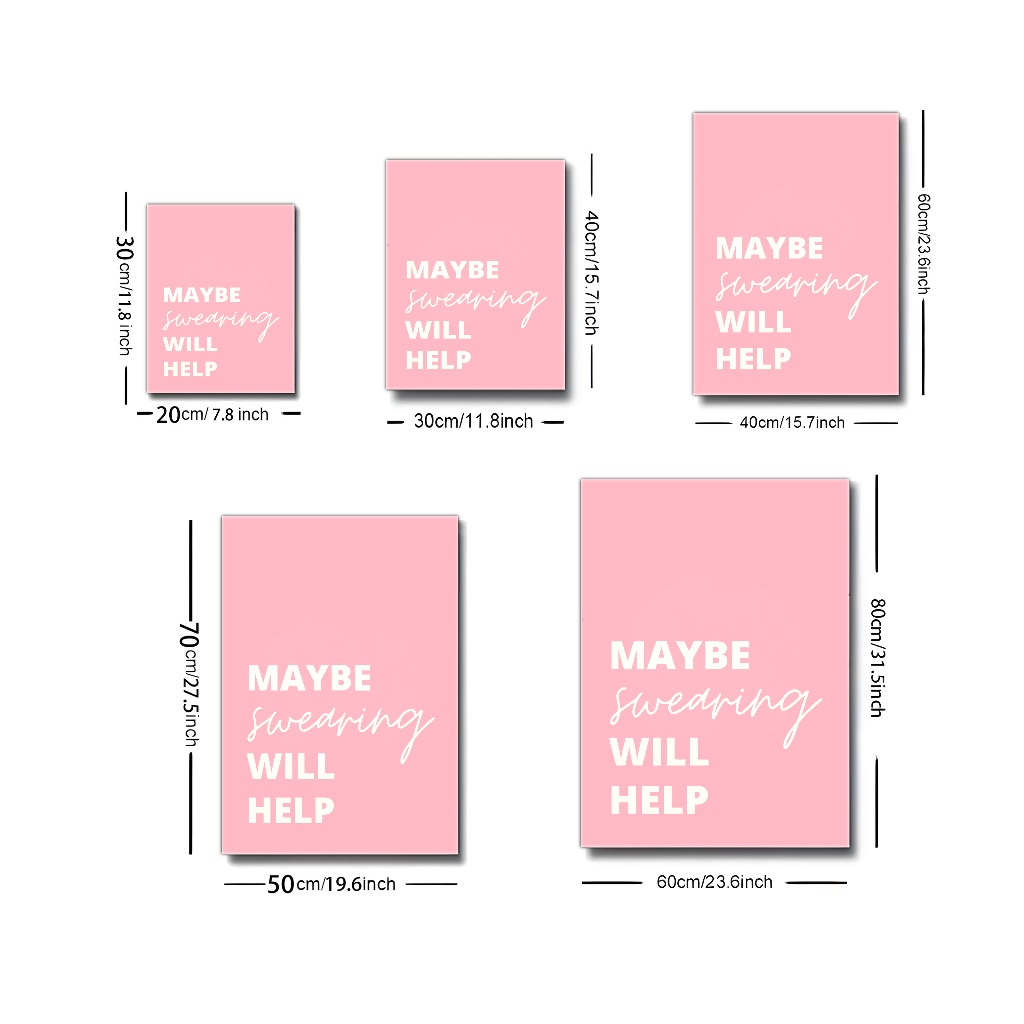 MAYBE
swearing
WILL
HELP
30cm/11.8 inch
20cm/ 7.8 inch
MAYBE
swearing
WILL
HELP
40cm/15.7inch
30cm/11.8inch
MAYBE
swearing
WILL
HELP
60cm/23.6inch
40cm/15.7inch
MAYBE
swearing
WILL
HELP
70cm/27.5inch
50cm/19.6inch
MAYBE
swearing
WILL
HELP
80cm/31.5inch
60cm/23.6inch